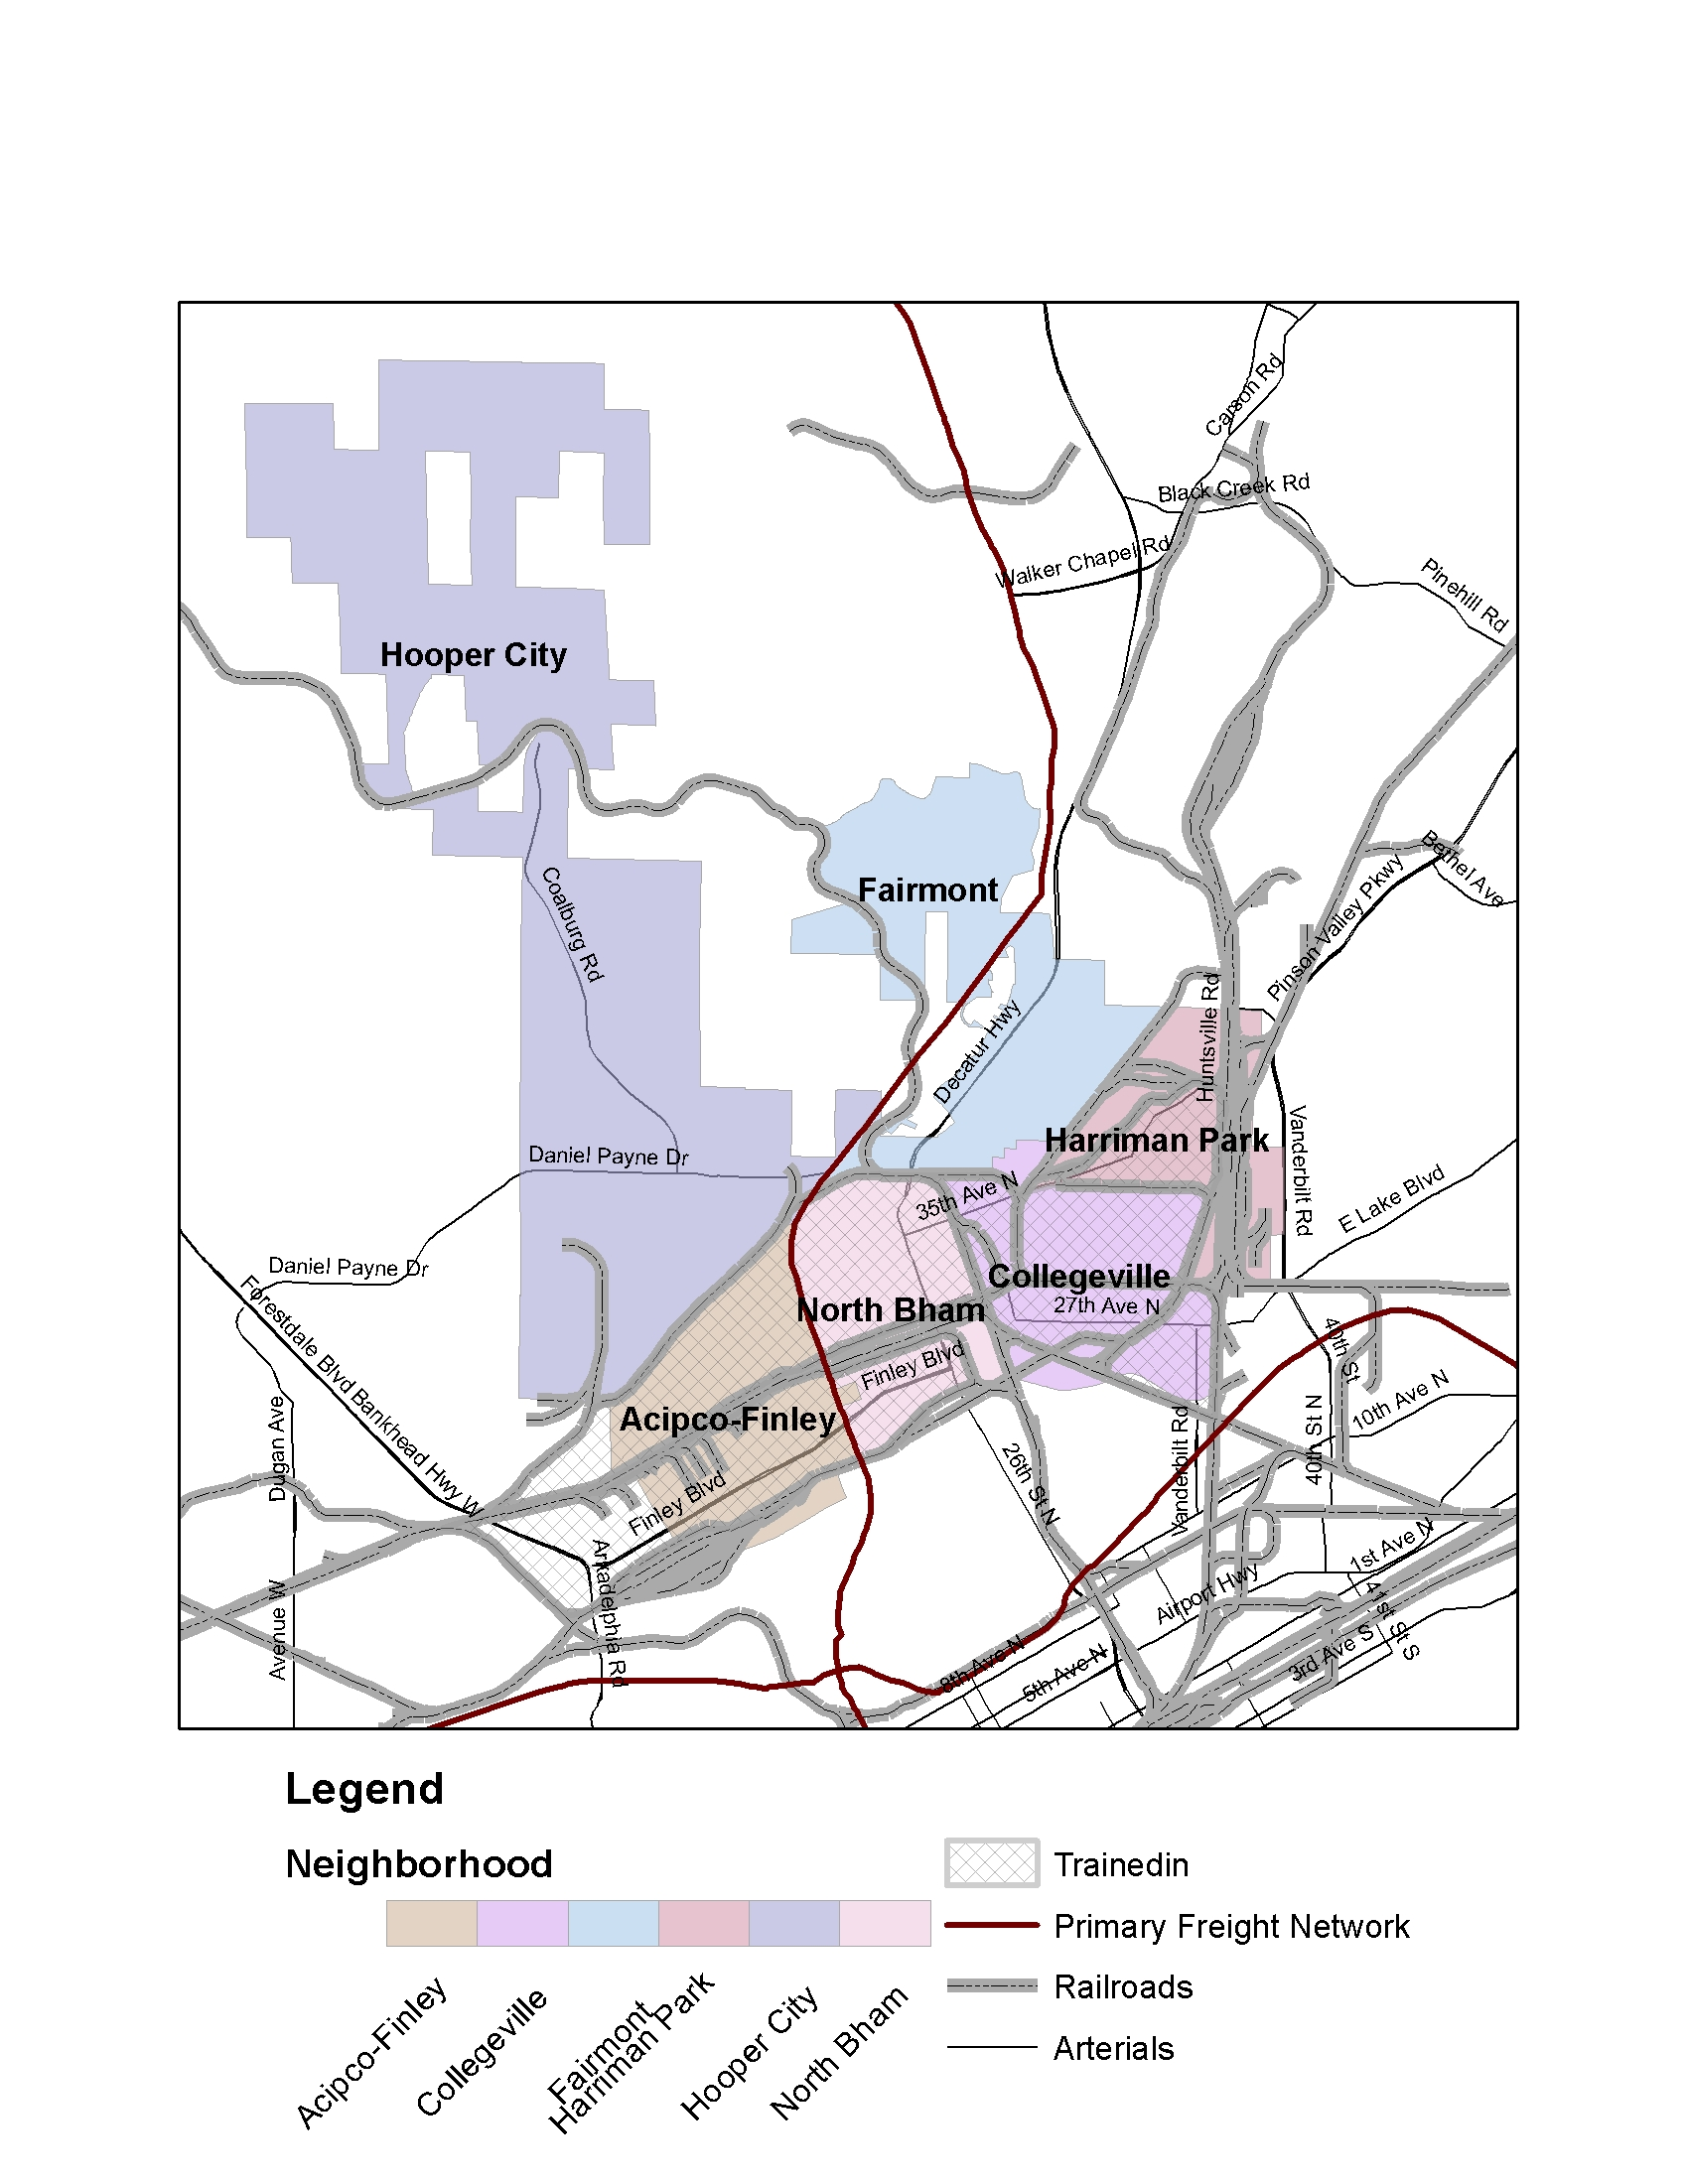 Carson Rd
Black Creek Rd
Walker Chapel Rd
Pinehill Rd
Hooper City
Bethel Ave
Fairmont
Pinson Valley Pkwy
Coalburg Rd
Huntsville Rd
Decatur Hwy
Harriman Park
Vanderbilt Rd
Daniel Payne Dr
35th Ave N
E Lake Blvd
Daniel Payne Dr
Collegeville
27th Ave N
North Bham
Forestdale Blvd Bankhead Hwy W
40th St
Finley Blvd
10th Ave N
Acipco-Finley
Dugan Ave
40th St N
Vanderbilt Rd
26th St N
Finley Blvd
1st Ave N
Arkadelphia Rd
Airport Hwy
41st St S
Avenue W
3rd Ave S
8th Ave N
5th Ave N
Legend
Neighborhood
Acipco-Finley
Collegeville
Fairmont
Harriman Park
Hooper City
North Bham
Trainedin
Primary Freight Network
Railroads
Arterials